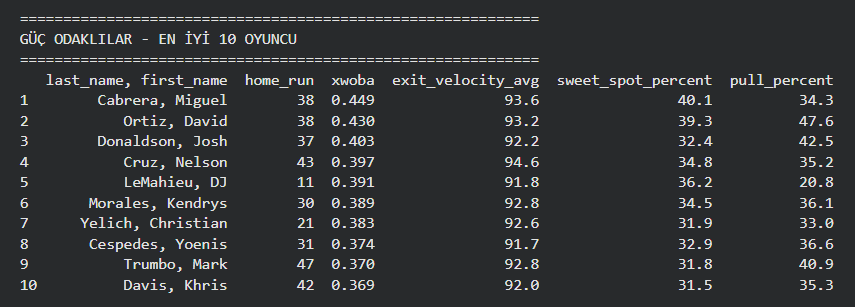 ============================================================
GÜÇ ODAKLILAR - EN İYİ 10 OYUNCU
============================================================
last_name, first_name home_run xwoba exit_velocity_avg sweet_spot_percent pull_percent
1 Cabrera, Miguel 38 0.449 93.6 40.1 34.3
2 Ortiz, David 38 0.430 93.2 39.3 47.6
3 Donaldson, Josh 37 0.403 92.2 32.4 42.5
4 Cruz, Nelson 43 0.397 94.6 34.8 35.2
5 LeMahieu, DJ 11 0.391 91.8 36.2 20.8
6 Morales, Kendrys 30 0.389 92.8 34.5 36.1
7 Yelich, Christian 21 0.383 92.6 31.9 33.0
8 Cespedes, Yoenis 31 0.374 91.7 32.9 36.6
9 Trumbo, Mark 47 0.370 92.8 31.8 40.9
10 Davis, Khris 42 0.369 92.0 31.5 35.3